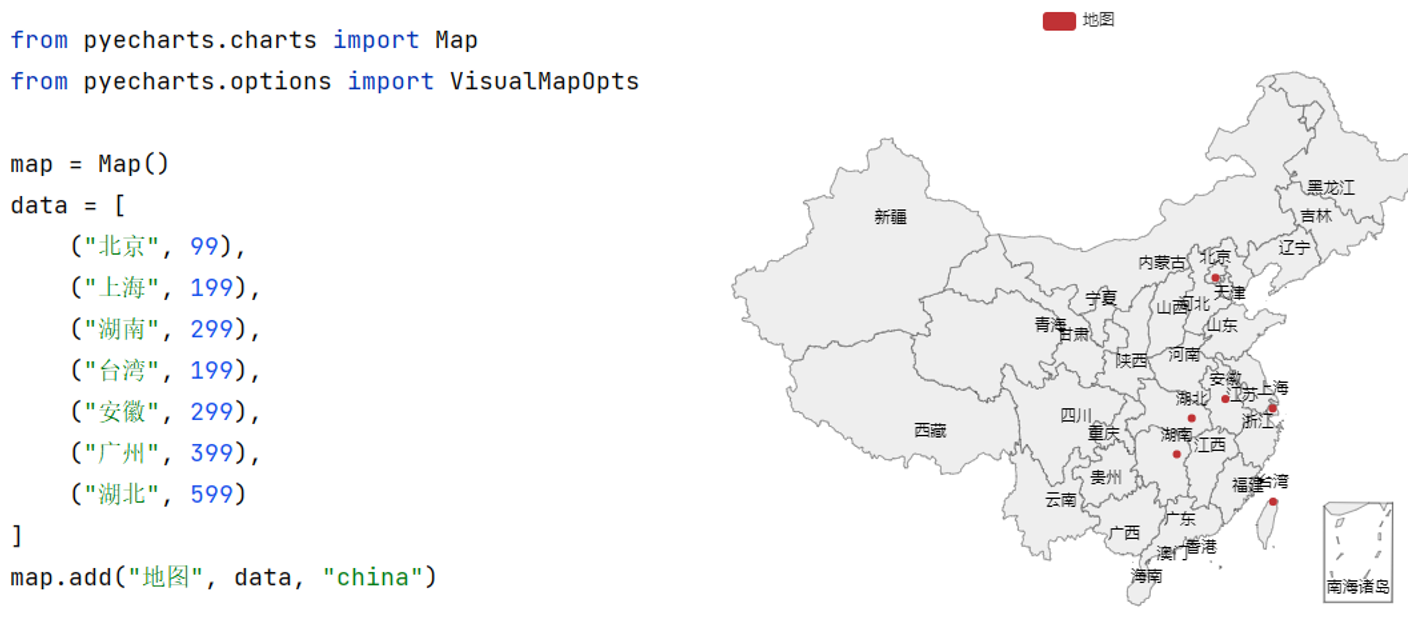 from pyecharts.charts import Map
from pyecharts.options import VisualMapOpts
map = Map()
data = [
    ("北京", 99),
    ("上海", 199),
    ("湖南", 299),
    ("台湾", 199),
    ("安徽", 299),
    ("广州", 399),
    ("湖北", 599)
]
map.add("地图", data, "china")
地图
黑龙江
吉林
新疆
辽宁
北京
内蒙古
天津
宁夏
山西
河北
青海
甘肃
山东
陕西
河南
安徽
江苏
上海
湖北
四川
浙江
西藏
重庆
湖南
江西
贵州
福建
台湾
云南
广东
广西
香港
澳门
海南
南海诸岛